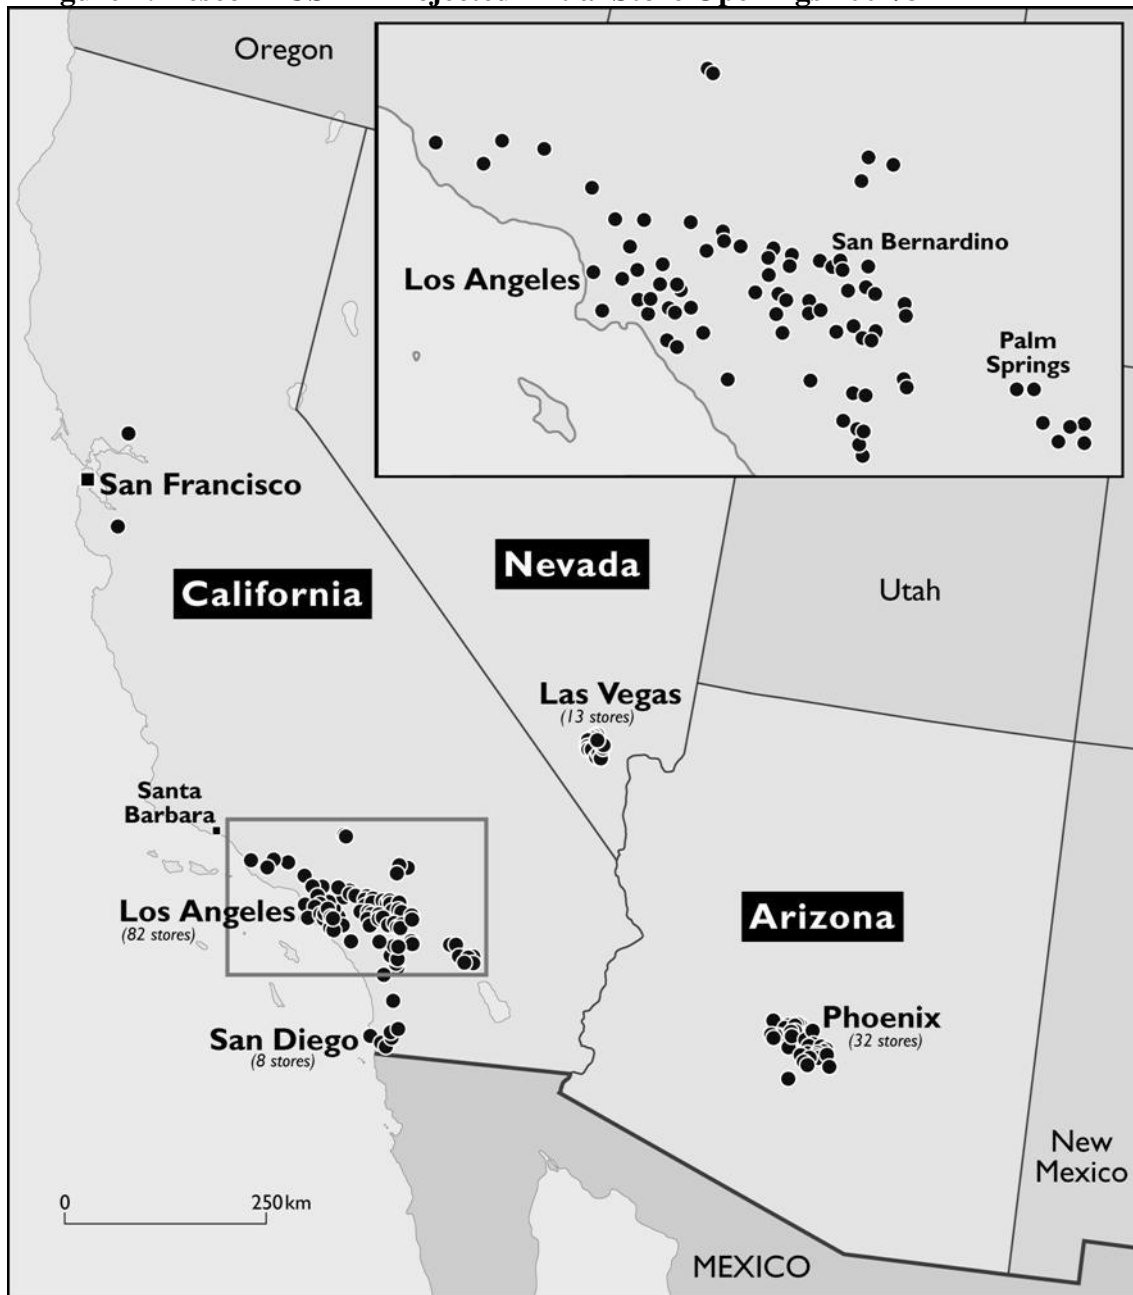 Oregon
San Bernardino
Los Angeles
Palm
Springs
San Francisco
Nevada
California
Utah
Las Vegas
(13 stores)
Santa
Barbara
Los Angeles
(82 stores)
Arizona
Phoenix
(32 stores)
San Diego
(8 stores)
New
Mexico
0 250km
MEXICO